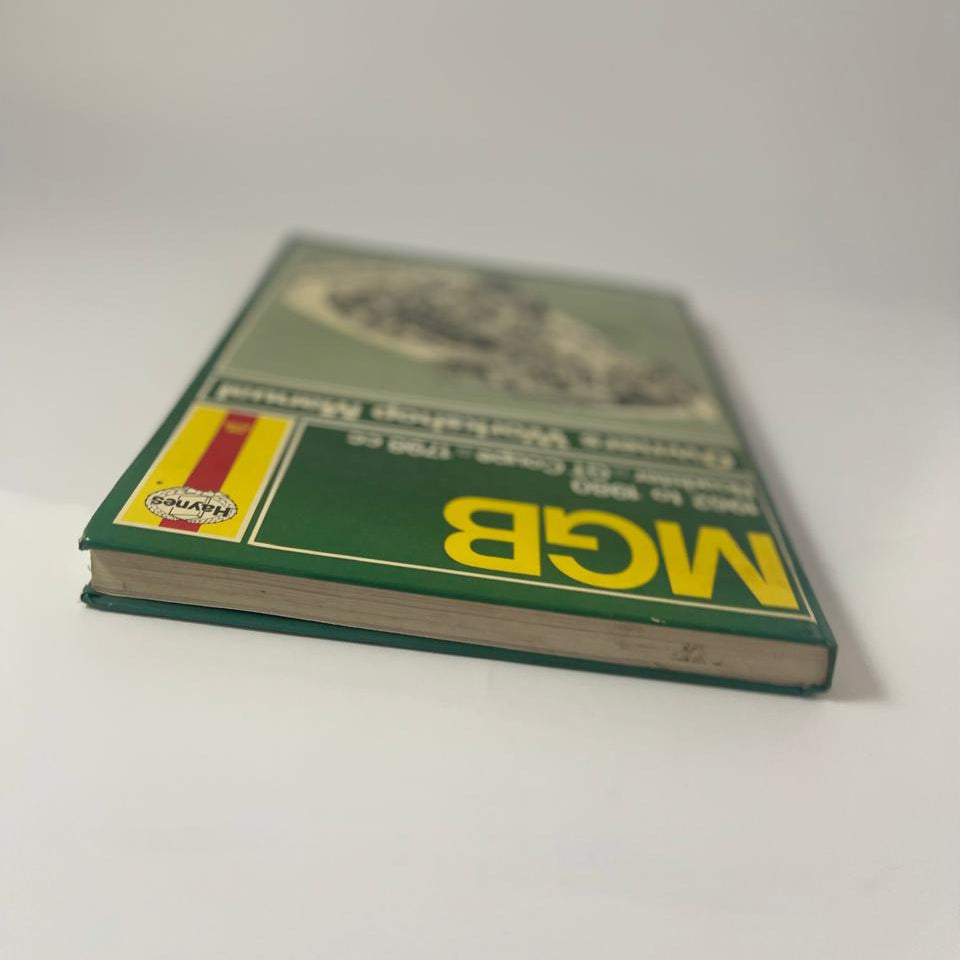 MGB
1962 to 1980
Roadster · GT Coupe · 1798 cc
Owners Workshop Manual
Haynes